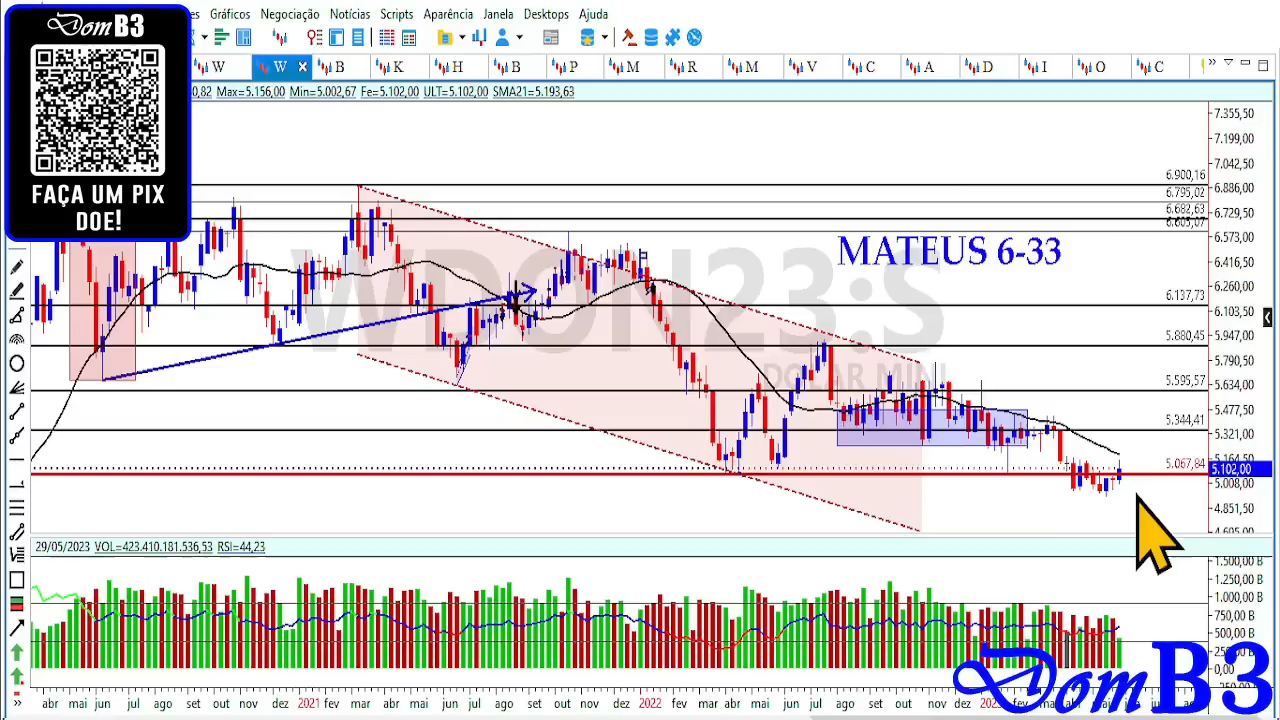 DomB3
FAÇA UM PIX
DOE!
Gráficos Negociação Notícias Scripts Aparência Janela Desktops Ajuda
W W B K H B P M R M V C A D I O C
Max=5.156,00 Min=5.002,67 Fe=5.102,00 ULT=5.102,00 SMA21=5.193,63
MATEUS 6-33
WDON23:S
DOLAR MINI
6.900,16
6.795,02
6.682,63
6.605,07
6.137,73
5.880,45
5.595,57
5.344,41
5.067,84
7.355,50
7.199,00
7.042,50
6.886,00
6.729,50
6.573,00
6.416,50
6.260,00
6.103,50
5.947,00
5.790,50
5.634,00
5.477,50
5.321,00
5.164,50
5.102,00
5.008,00
4.851,50
4.695,00
29/05/2023 VOL=423.410.181.536,53 RSI=44,23
1.500,00 B
1.250,00 B
1.000,00 B
750,00 B
500,00 B
0,00
abr mai jun ago set out nov dez 2021 fev mar abr mai jun ago set out nov dez 2022 fev mar abr mai jun jul ago set out nov dez mar abr
DomB3